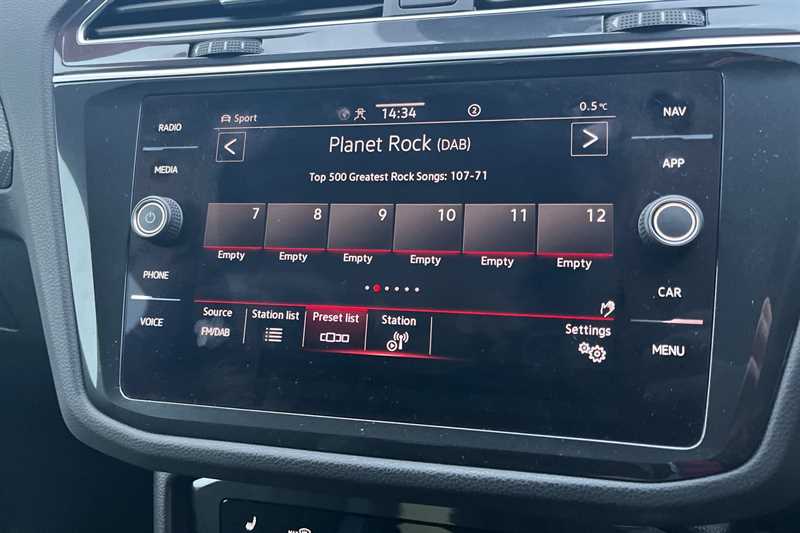 RADIO
MEDIA
PHONE
VOICE
Sport
14:34
2
0.5°C
< Planet Rock (DAB) >
Top 500 Greatest Rock Songs: 107-71
7 8 9 10 11 12
Empty Empty Empty Empty Empty Empty
Source Station list Preset list Station Settings
FM/DAB
NAV
APP
CAR
MENU